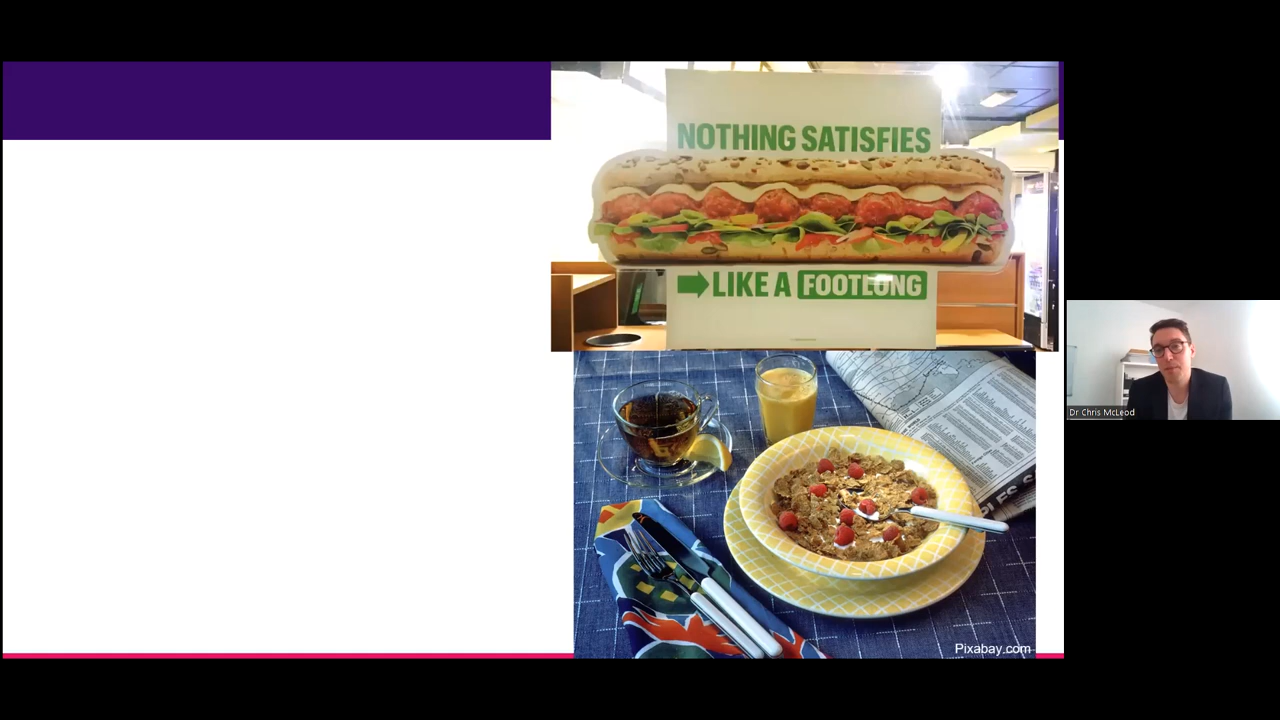 NOTHING SATISFIES
LIKE A FOOTLONG
Dr Chris McLeod
Pixabay.com